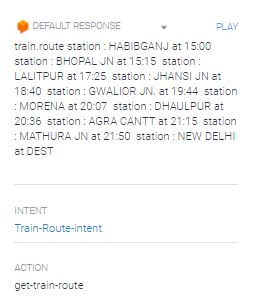 DEFAULT RESPONSE PLAY
train.route station : HABIBGANJ at 15:00
station : BHOPAL JN at 15:15 station :
LALITPUR at 17:25 station : JHANSI JN at
18:40 station : GWALIOR JN. at 19:44 station
: MORENA at 20:07 station : DHAULPUR at
20:36 station : AGRA CANTT at 21:15 station
: MATHURA JN at 21:50 station : NEW DELHI
at DEST
INTENT
Train-Route-intent
ACTION
get-train-route